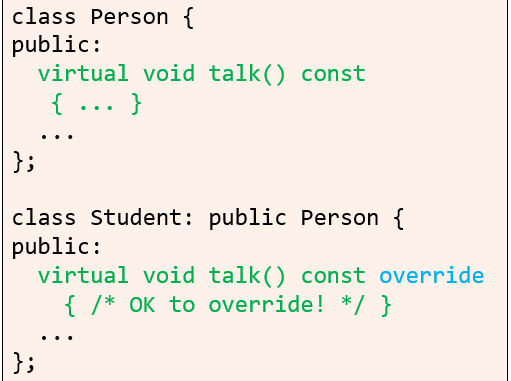 class Person {
public:
  virtual void talk() const
   { ... }
  ...
};

class Student: public Person {
public:
  virtual void talk() const override
    { /* OK to override! */ }
  ...
};